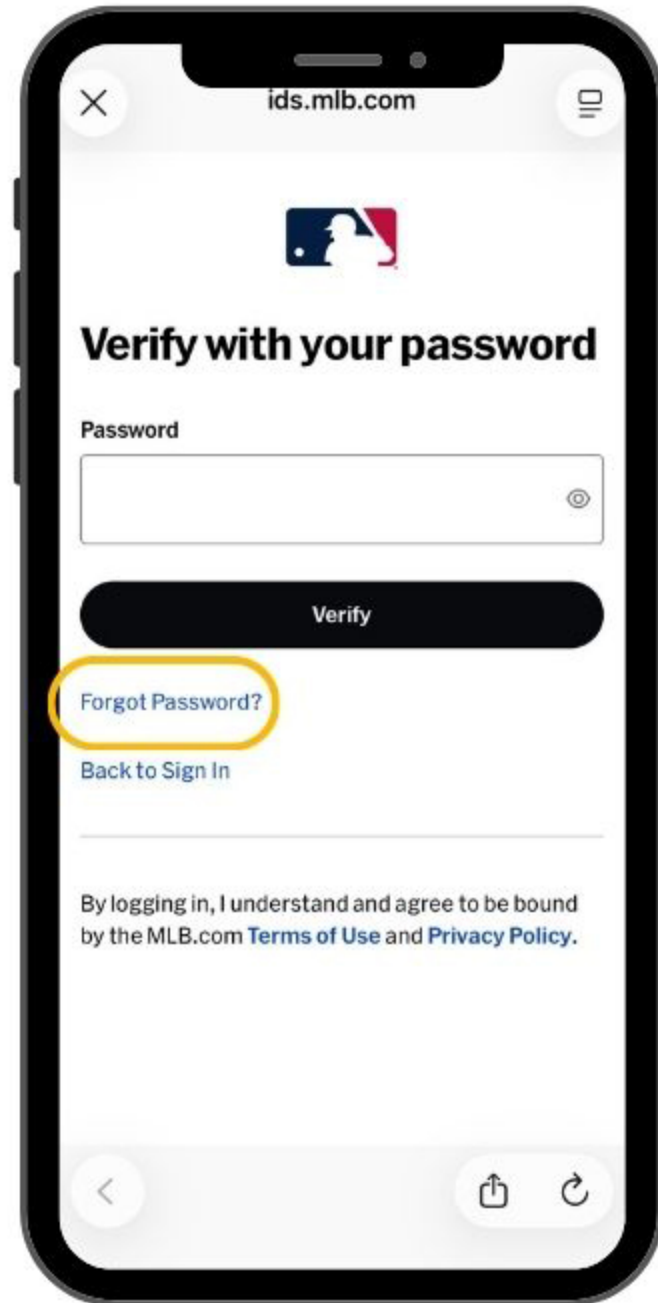 ids.mlb.com
Verify with your password
Password
Verify
Forgot Password?
Back to Sign In
By logging in, I understand and agree to be bound
by the MLB.com Terms of Use and Privacy Policy.